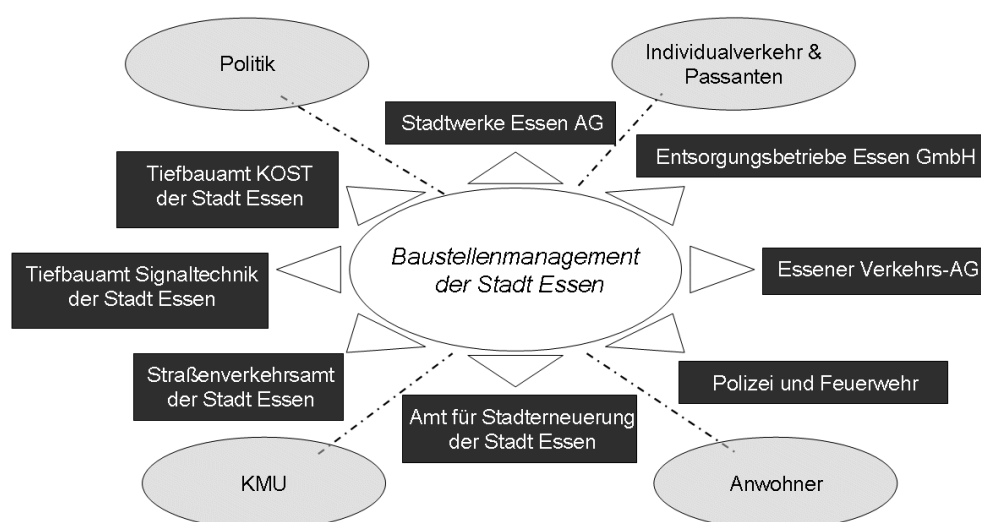 Politik
Individualverkehr &
Passanten
Stadtwerke Essen AG
Entsorgungsbetriebe Essen GmbH
Tiefbauamt KOST
der Stadt Essen
Baustellenmanagement
der Stadt Essen
Tiefbauamt Signaltechnik
der Stadt Essen
Essener Verkehrs-AG
Straßenverkehrsamt
der Stadt Essen
Polizei und Feuerwehr
Amt für Stadterneuerung
der Stadt Essen
KMU
Anwohner